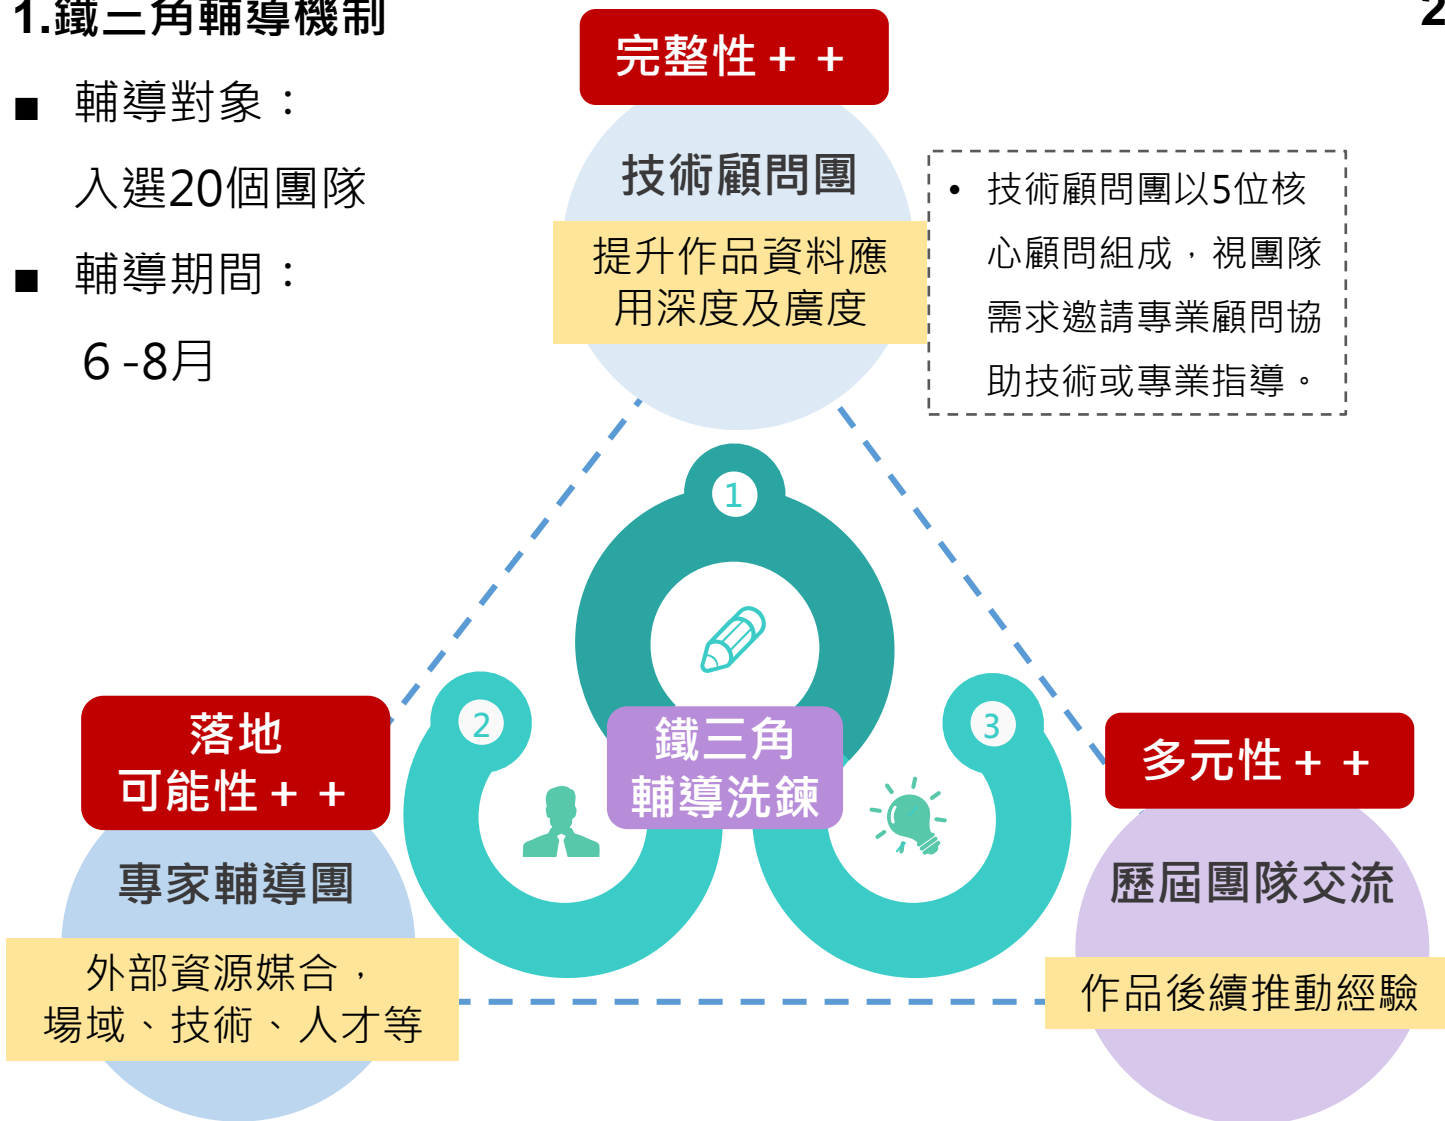 1.鐵三角輔導機制
2
■ 輔導對象：
入選20個團隊
■ 輔導期間：
6 -8月
完整性＋＋
技術顧問團
提升作品資料應
用深度及廣度
• 技術顧問團以5位核
心顧問組成，視團隊
需求邀請專業顧問協
助技術或專業指導。
1
2
3
鐵三角
輔導洗鍊
落地
可能性＋＋
專家輔導團
外部資源媒合，
場域、技術、人才等
多元性＋＋
歷屆團隊交流
作品後續推動經驗